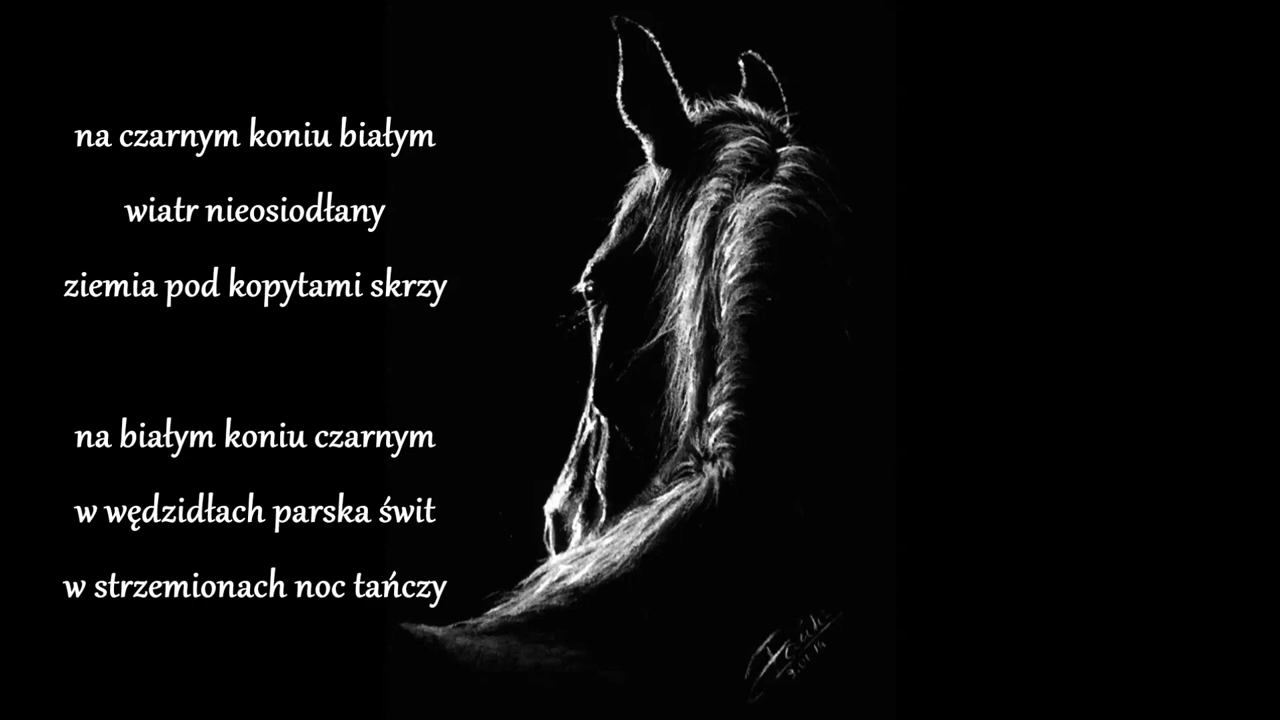 na czarnym koniu białym
wiatr nieosiodłany
ziemia pod kopytami skrzy
na białym koniu czarnym
w wędzidłach parska świt
w strzemionach noc tańczy